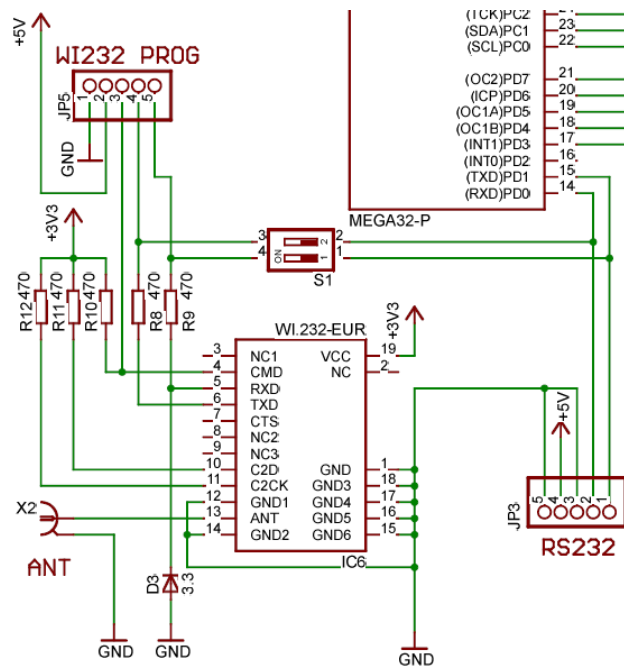 +5V
WI232 PROG
1 2 3 4 5
JP5
GND
+3V3
R12 470
R11 470
R10 470
R8 470
R9 470
(TCK)PC2
(SDA)PC1 23
(SCL)PC0 22
(OC2)PD7 21
(ICP)PD6 20
(OC1A)PD5 19
(OC1B)PD4 18
(INT1)PD3 17
(INT0)PD2 16
(TXD)PD1 15
(RXD)PD0 14
MEGA32-P
3 2 2
4 ON 1 1
S1
WI.232-EUR
+3V3
3 NC1 VCC 19
4 CMD NC 2
5 RXD
6 TXD
7 CTS
8 NC2
9 NC3
10 C2D GND 1
11 C2CK GND3 18
12 GND1 GND4 17
13 ANT GND5 16
14 GND2 GND6 15
IC6
X2
ANT
D3 3.3
GND
GND
GND
+5V
5 4 3 2 1
JP3
RS232